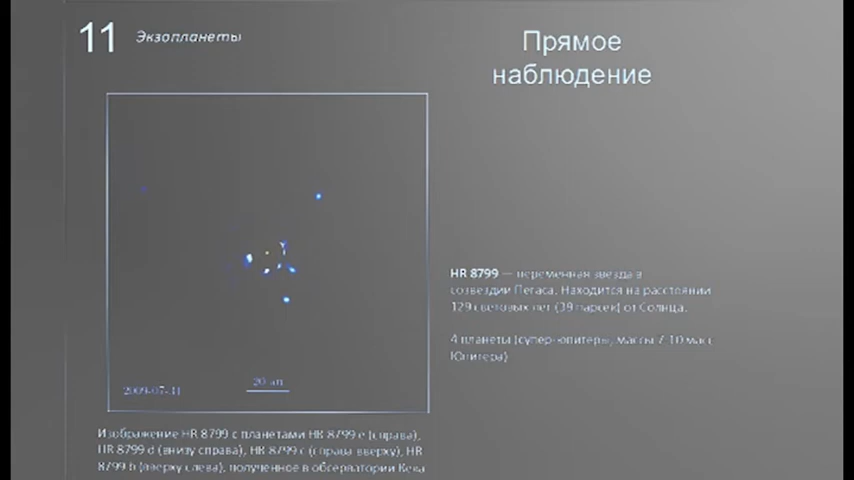 11
Экзопланеты
Прямое
наблюдение
HR 8799 — переменная звезда в
созвездии Пегаса. Находится на расстоянии
129 световых лет (39 парсек) от Солнца.
4 планеты (супер-юпитеры, массы 7-10 масс
Юпитера)
2009-07-31
20 au
Изображение HR 8799 с планетами HR 8799 e (справа),
HR 8799 d (внизу справа), HR 8799 c (справа вверху), HR
8799 b (вверху слева), полученное в обсерватории Кека